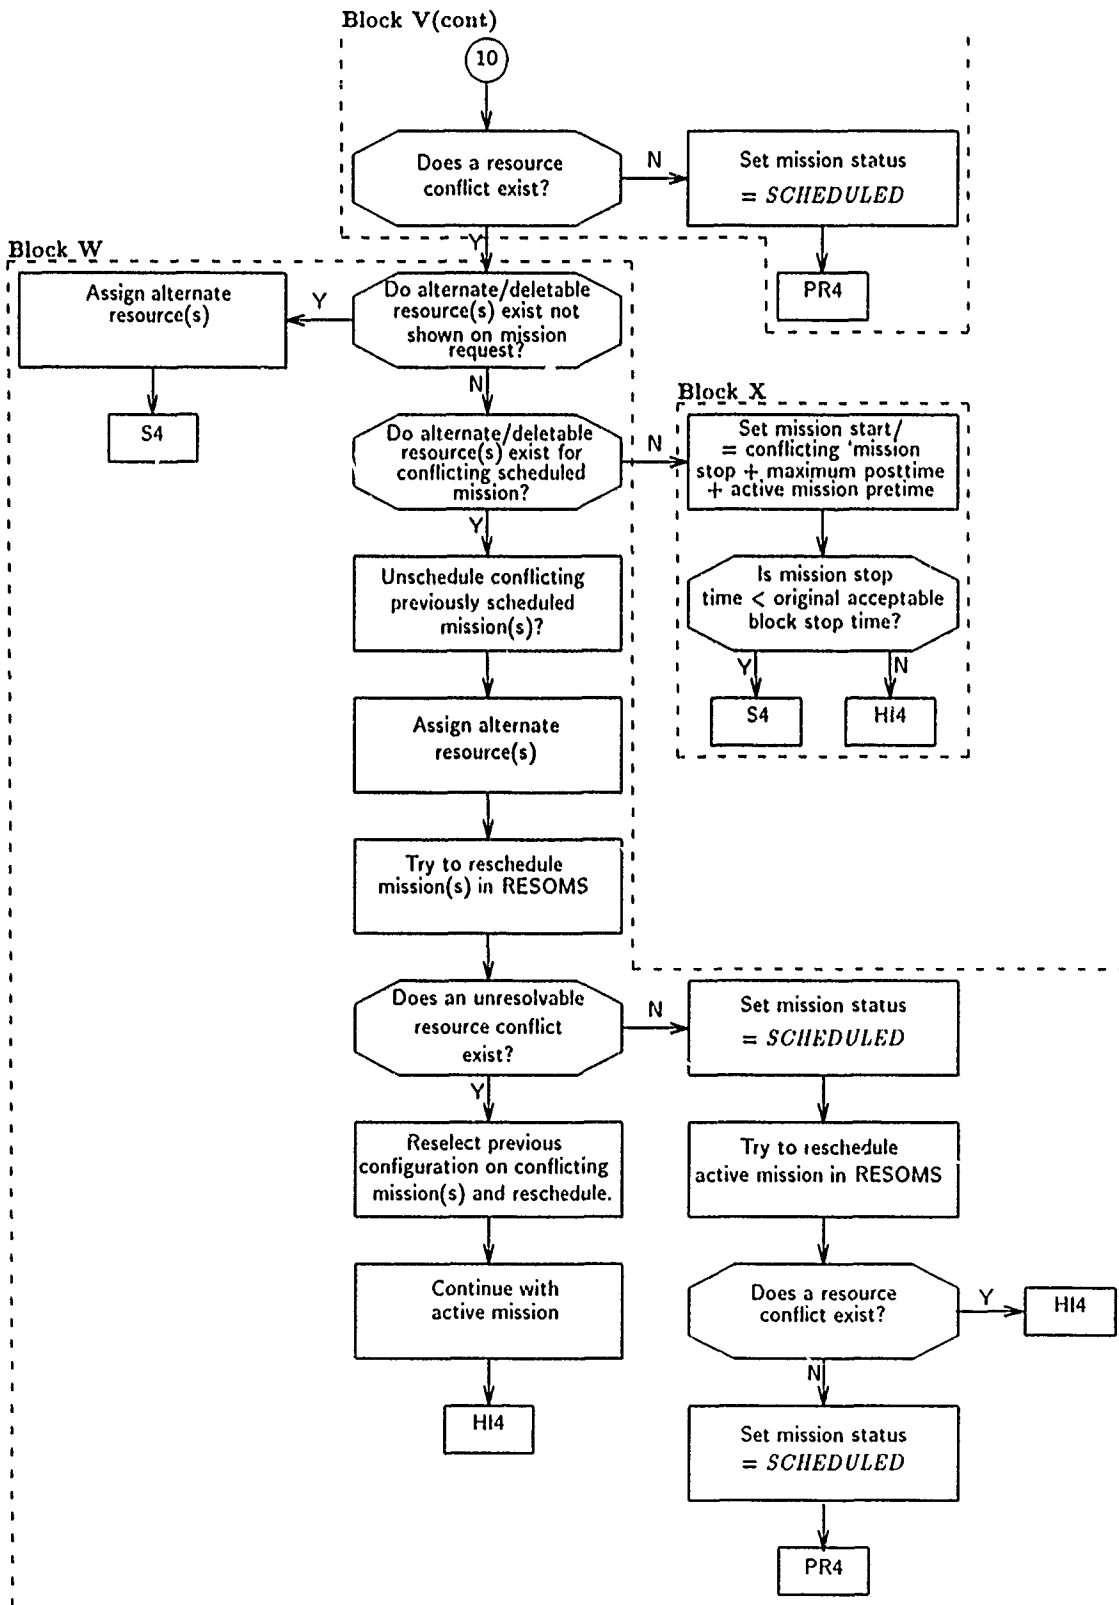 Block V(cont)
10
Does a resource
conflict exist?
N
Set mission status
= SCHEDULED
Y
PR4
Block W
Assign alternate
resource(s)
Y
Do alternate/deletable
resource(s) exist not
shown on mission
request?
S4
N
Do alternate/deletable
resource(s) exist for
conflicting scheduled
mission?
N
Block X
Set mission start/
= conflicting 'mission
stop + maximum posttime
+ active mission pretime
Y
Unschedule conflicting
previously scheduled
mission(s)?
Is mission stop
time < original acceptable
block stop time?
Y
N
S4
HI4
Assign alternate
resource(s)
Try to reschedule
mission(s) in RESOMS
Does an unresolvable
resource conflict
exist?
N
Set mission status
= SCHEDULED
Y
Reselect previous
configuration on conflicting
mission(s) and reschedule.
Try to reschedule
active mission in RESOMS
Continue with
active mission
Does a resource
conflict exist?
Y
HI4
HI4
N
Set mission status
= SCHEDULED
PR4